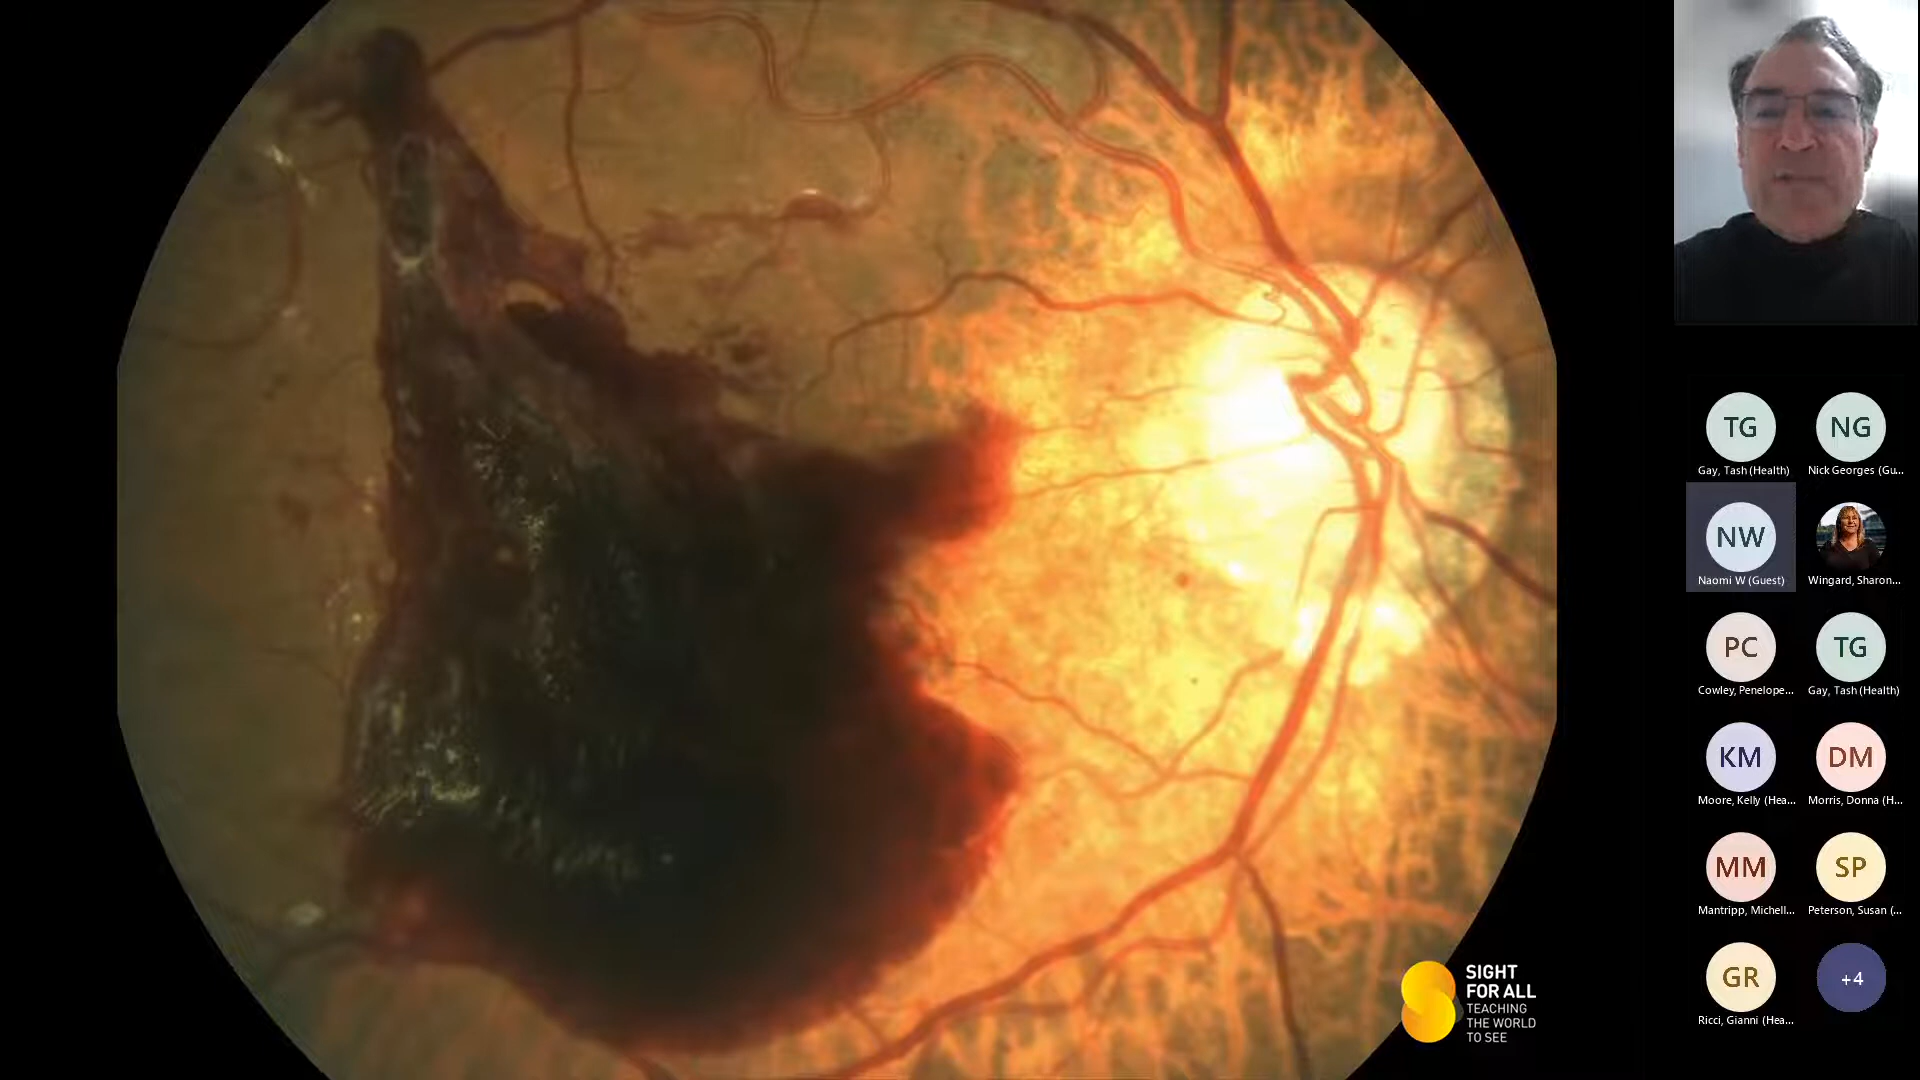 SIGHT
FOR ALL
TEACHING
THE WORLD
TO SEE
TG
Gay, Tash (Health)
NG
Nick Georges (Gu...
NW
Naomi W (Guest)
Wingard, Sharon...
PC
Cowley, Penelope...
TG
Gay, Tash (Health)
KM
Moore, Kelly (Hea...
DM
Morris, Donna (H...
MM
Mantripp, Michell...
SP
Peterson, Susan (...
GR
Ricci, Gianni (Hea...
+4